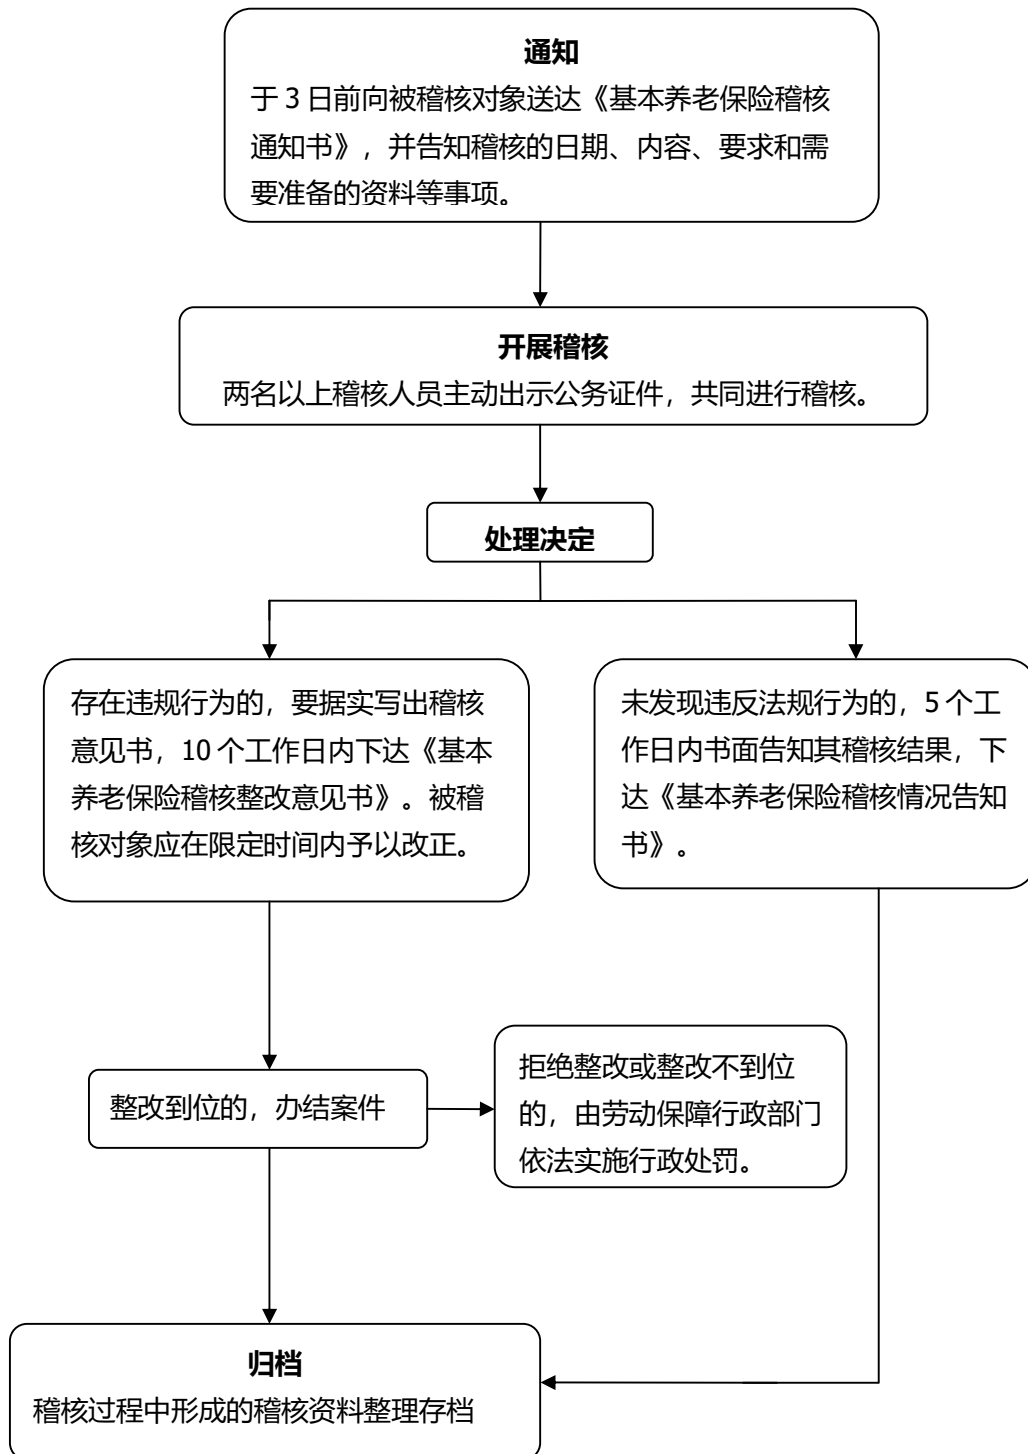 通知
于 3 日前向被稽核对象送达《基本养老保险稽核
通知书》，并告知稽核的日期、内容、要求和需
要准备的资料等事项。
开展稽核
两名以上稽核人员主动出示公务证件，共同进行稽核。
处理决定
存在违规行为的，要据实写出稽核
意见书，10 个工作日内下达《基本
养老保险稽核整改意见书》。被稽
核对象应在限定时间内予以改正。
未发现违反法规行为的，5 个工
作日内书面告知其稽核结果，下
达《基本养老保险稽核情况告知
书》。
整改到位的，办结案件
拒绝整改或整改不到位
的，由劳动保障行政部门
依法实施行政处罚。
归档
稽核过程中形成的稽核资料整理存档